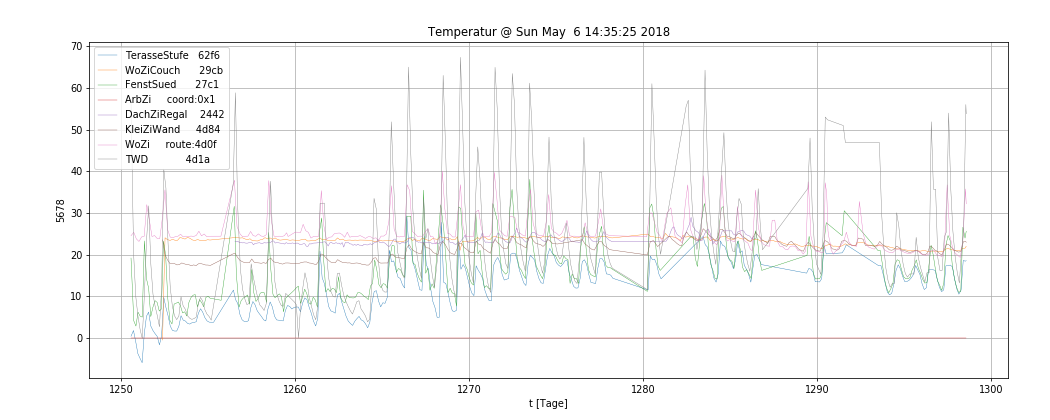 Temperatur @ Sun May  6 14:35:25 2018
70
60
50
40
30
20
10
0
5678
TerasseStufe   62f6
WoZiCouch      29cb
FenstSued      27c1
ArbZi     coord:0x1
DachZiRegal    2442
KleiZiWand     4d84
WoZi     route:4d0f
TWD            4d1a
1250
1260
1270
1280
1290
1300
t [Tage]